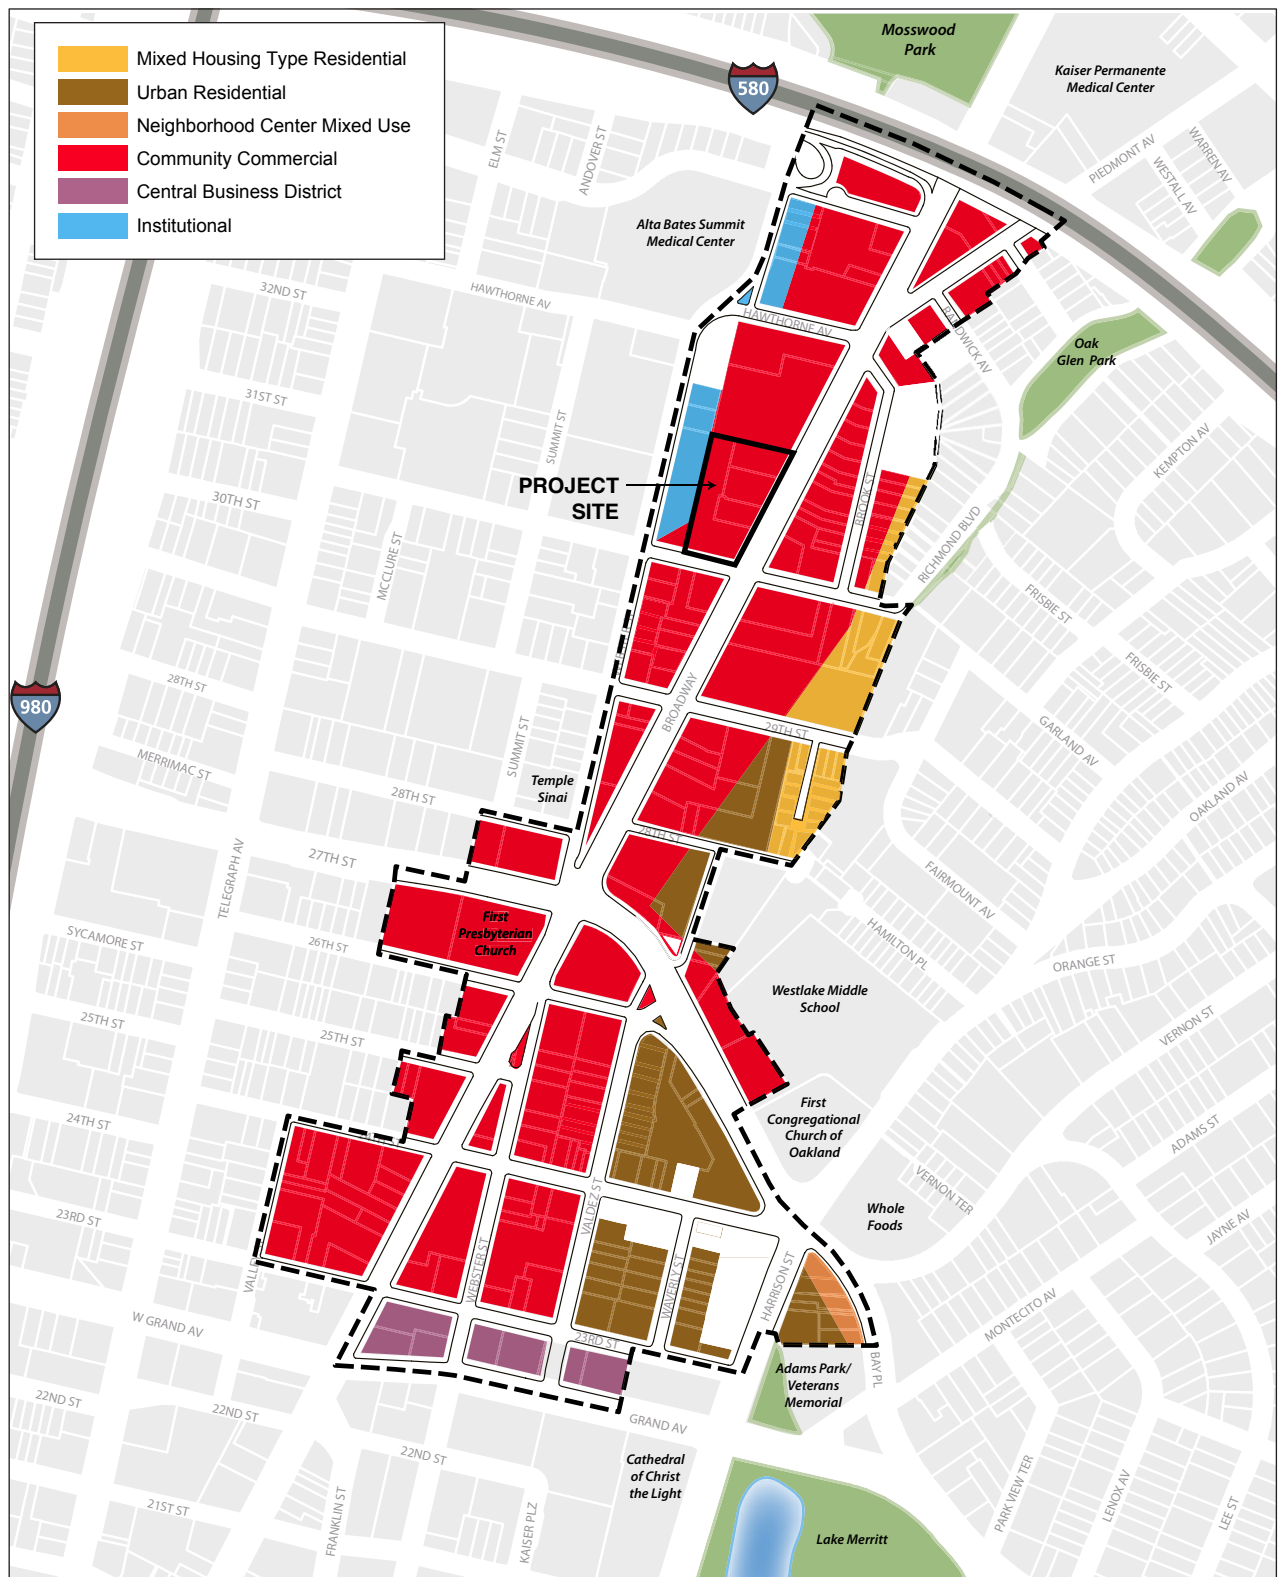 Mixed Housing Type Residential
Urban Residential
Neighborhood Center Mixed Use
Community Commercial
Central Business District
Institutional
Mosswood
Park
580
Kaiser Permanente
Medical Center
PIEDMONT AV
WARREN AV
WESTALL AV
ELM ST
ANDOVER ST
Alta Bates Summit
Medical Center
32ND ST
HAWTHORNE AV
HAWTHORNE AV
RANDWICK AV
Oak
Glen Park
31ST ST
SUMMIT ST
KEMPTON AV
PROJECT
SITE
30TH ST
BROOK ST
RICHMOND BLVD
MCCLURE ST
FRISBIE ST
FRISBIE ST
980
28TH ST
BROADWAY
29TH ST
GARLAND AV
SUMMIT ST
MERRIMAC ST
Temple
Sinai
28TH ST
OAKLAND AV
28TH ST
27TH ST
TELEGRAPH AV
FAIRMOUNT AV
First
Presbyterian
Church
HAMILTON PL
SYCAMORE ST
26TH ST
ORANGE ST
Westlake Middle
School
25TH ST
25TH ST
VERNON ST
24TH ST
First
Congregational
Church of
Oakland
ADAMS ST
VERNON TER
VALDEZ ST
Whole
Foods
23RD ST
JAYNE AV
WEBSTER ST
WAVERLY ST
HARRISON ST
MONTECITO AV
W GRAND AV
23RD ST
BAY PL
Adams Park/
Veterans
Memorial
22ND ST
22ND ST
GRAND AV
22ND ST
Cathedral
of Christ
the Light
21ST ST
FRANKLIN ST
KAISER PLZ
PARK VIEW TER
LENOX AV
LEE ST
Lake Merritt